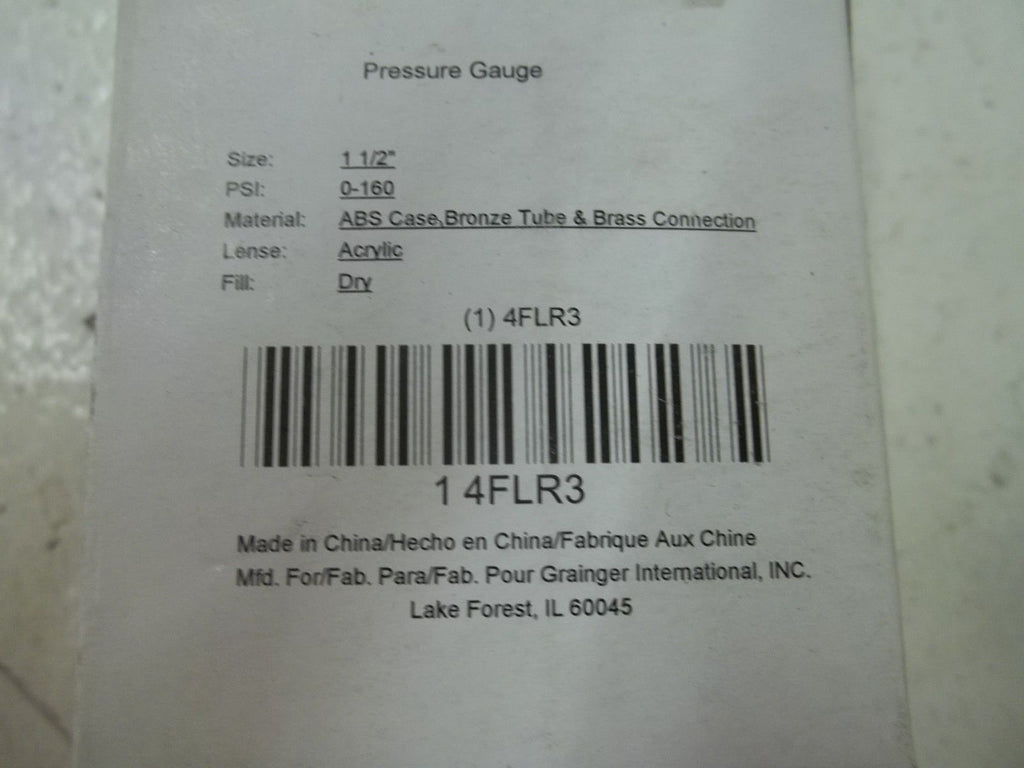 Pressure Gauge
Size: 1 1/2"
PSI: 0-160
Material: ABS Case,Bronze Tube & Brass Connection
Lense: Acrylic
Fill: Dry
(1) 4FLR3
1 4FLR3
Made in China/Hecho en China/Fabrique Aux Chine
Mfd. For/Fab. Para/Fab. Pour Grainger International, INC.
Lake Forest, IL 60045